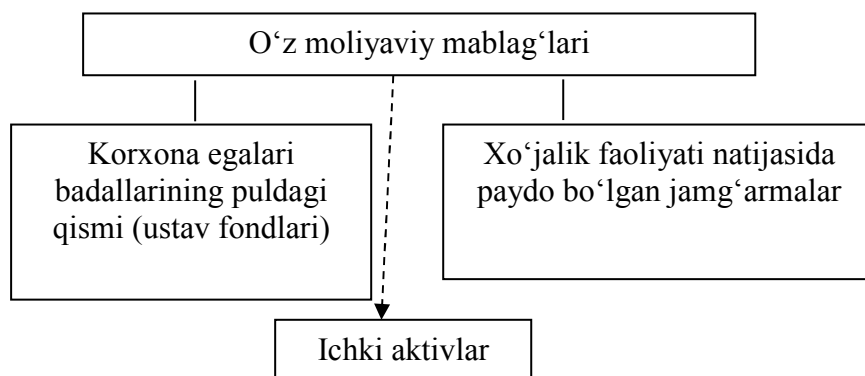 O‘z moliyaviy mablag‘lari
Korxona egalari
badallarining puldagi
qismi (ustav fondlari)
Xo‘jalik faoliyati natijasida
paydo bo‘lgan jamg‘armalar
Ichki aktivlar